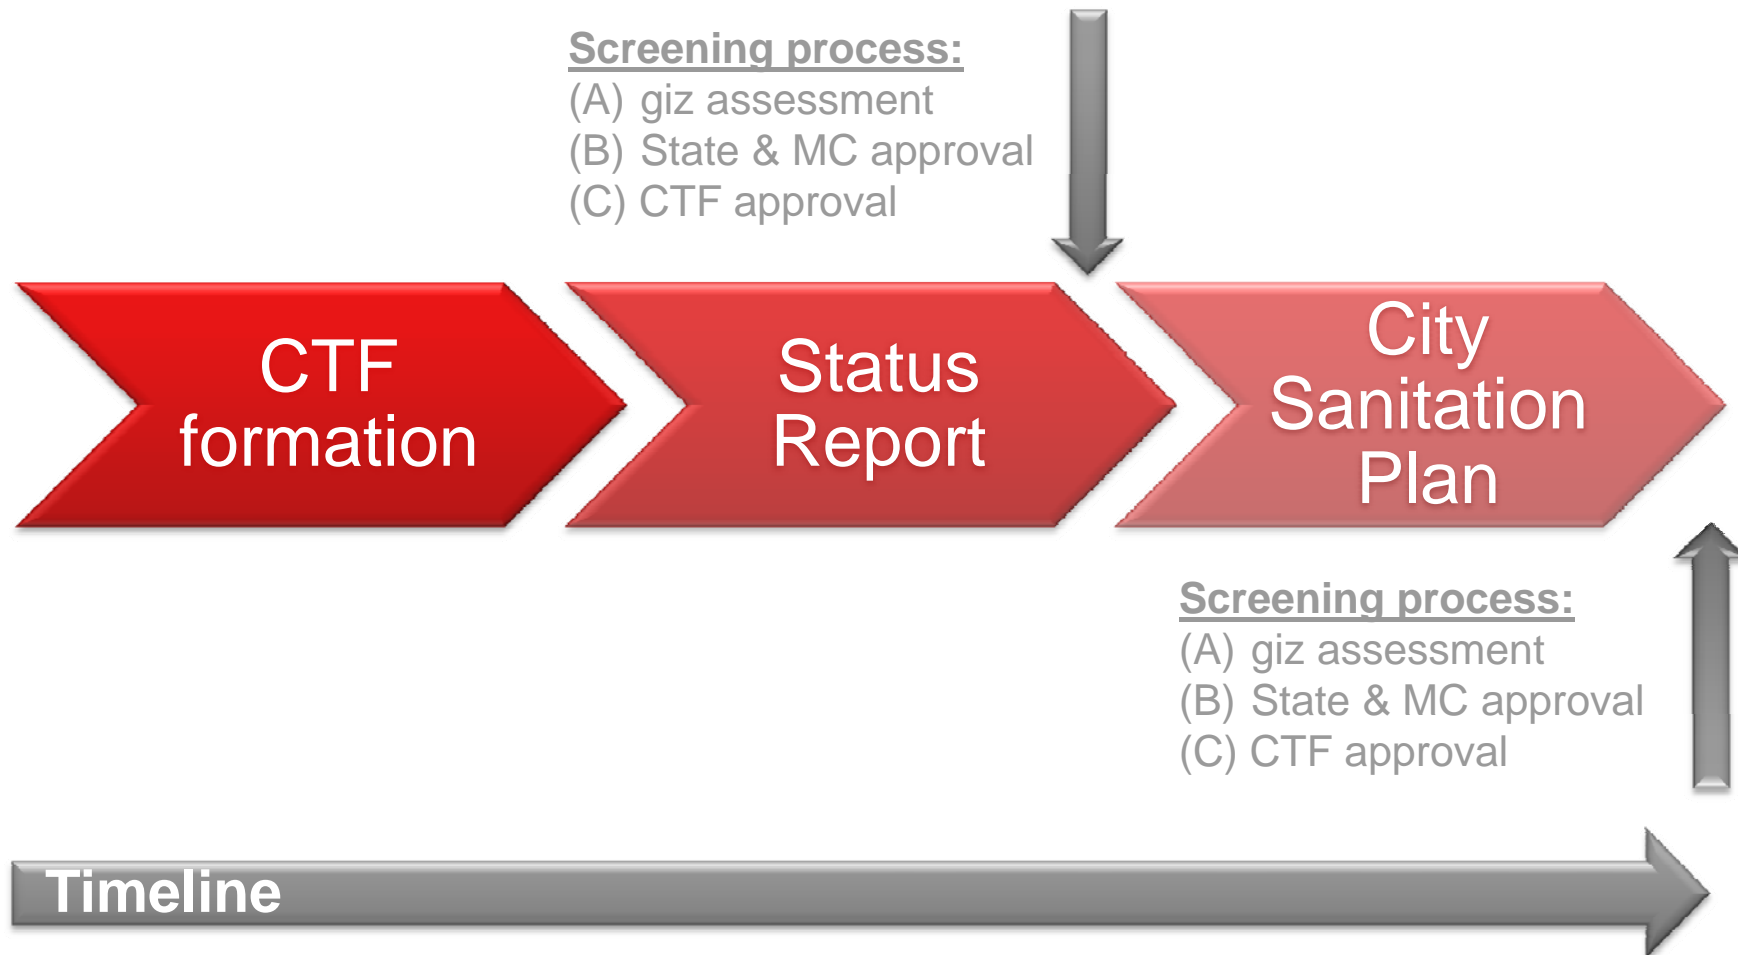 Screening process:
(A) giz assessment
(B) State & MC approval
(C) CTF approval
CTF
formation
Status
Report
City
Sanitation
Plan
Screening process:
(A) giz assessment
(B) State & MC approval
(C) CTF approval
Timeline